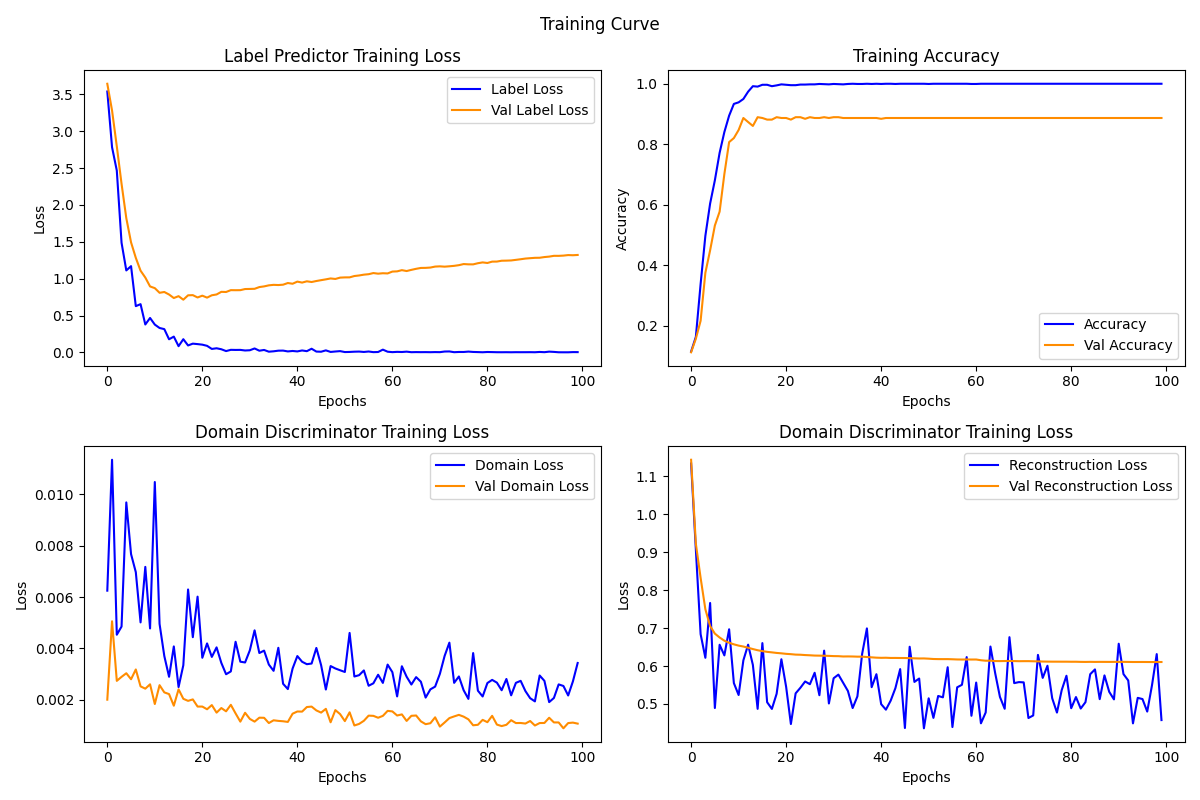 Training Curve
Label Predictor Training Loss
3.5
3.0
2.5
2.0
1.5
1.0
0.5
0.0
Loss
Label Loss
Val Label Loss
0 20 40 60 80 100
Epochs
Training Accuracy
1.0
0.8
0.6
0.4
0.2
Accuracy
Accuracy
Val Accuracy
0 20 40 60 80 100
Epochs
Domain Discriminator Training Loss
0.010
0.008
0.006
0.004
0.002
Loss
Domain Loss
Val Domain Loss
0 20 40 60 80 100
Epochs
Domain Discriminator Training Loss
1.1
1.0
0.9
0.8
0.7
0.6
0.5
Loss
Reconstruction Loss
Val Reconstruction Loss
0 20 40 60 80 100
Epochs